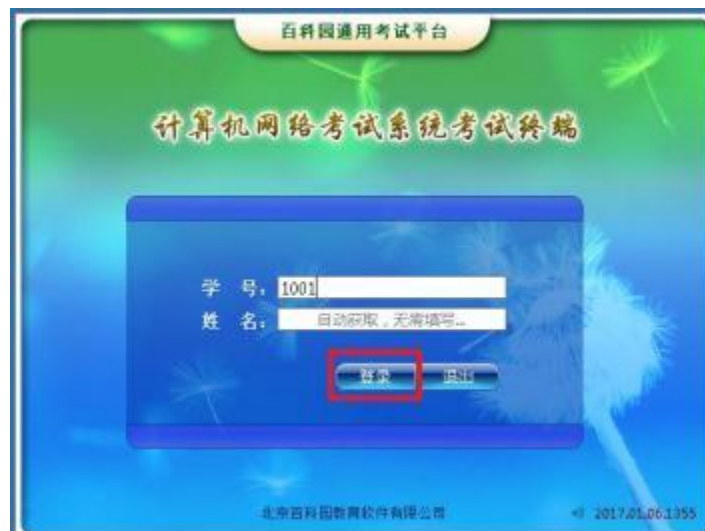 百科园通用考试平台
计算机网络考试系统考试终端
学 号：1001
姓 名：自动获取，无需填写...
登录 退出
北京百科园教育软件有限公司 2017.01.06.1355